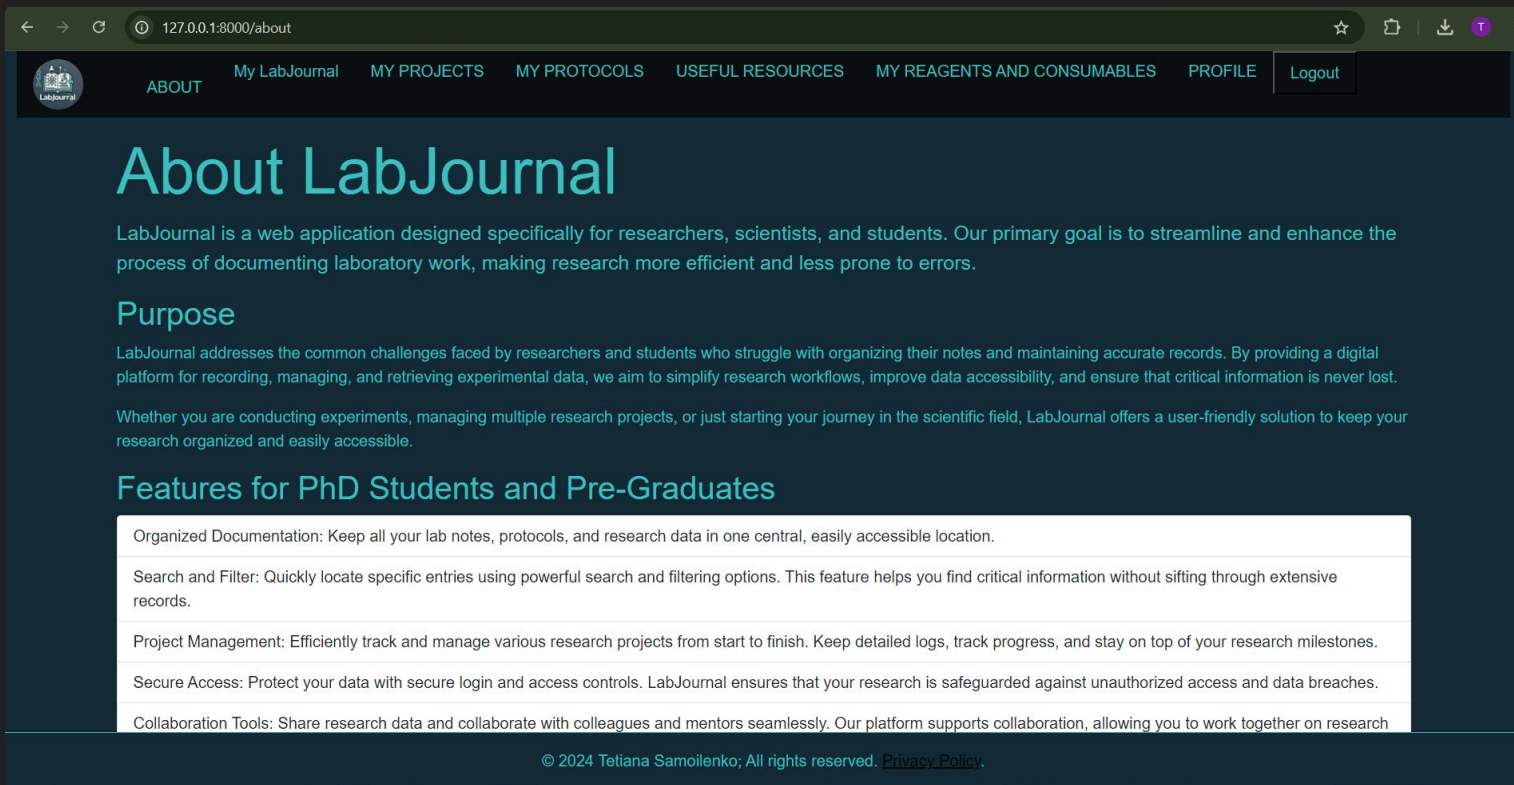 127.0.0.1:8000/about
T
LabJourral
ABOUT
My LabJournal
MY PROJECTS
MY PROTOCOLS
USEFUL RESOURCES
MY REAGENTS AND CONSUMABLES
PROFILE
Logout
About LabJournal
LabJournal is a web application designed specifically for researchers, scientists, and students. Our primary goal is to streamline and enhance the
process of documenting laboratory work, making research more efficient and less prone to errors.
Purpose
LabJournal addresses the common challenges faced by researchers and students who struggle with organizing their notes and maintaining accurate records. By providing a digital
platform for recording, managing, and retrieving experimental data, we aim to simplify research workflows, improve data accessibility, and ensure that critical information is never lost.
Whether you are conducting experiments, managing multiple research projects, or just starting your journey in the scientific field, LabJournal offers a user-friendly solution to keep your
research organized and easily accessible.
Features for PhD Students and Pre-Graduates
Organized Documentation: Keep all your lab notes, protocols, and research data in one central, easily accessible location.
Search and Filter: Quickly locate specific entries using powerful search and filtering options. This feature helps you find critical information without sifting through extensive
records.
Project Management: Efficiently track and manage various research projects from start to finish. Keep detailed logs, track progress, and stay on top of your research milestones.
Secure Access: Protect your data with secure login and access controls. LabJournal ensures that your research is safeguarded against unauthorized access and data breaches.
Collaboration Tools: Share research data and collaborate with colleagues and mentors seamlessly. Our platform supports collaboration, allowing you to work together on research
© 2024 Tetiana Samoilenko; All rights reserved. Privacy Policy.